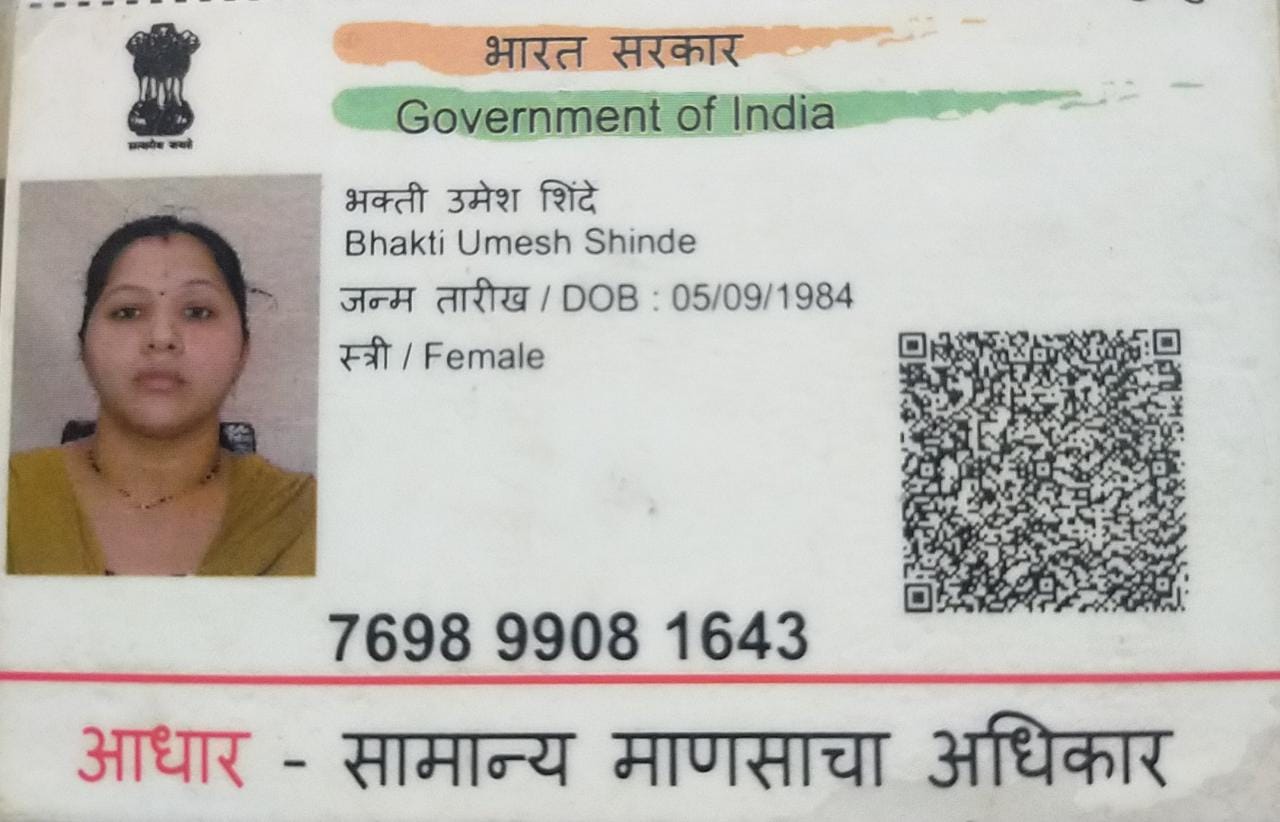 सत्यमेव जयते
भारत सरकार
Government of India
भक्ती उमेश शिंदे
Bhakti Umesh Shinde
जन्म तारीख / DOB : 05/09/1984
स्त्री / Female
7698 9908 1643
आधार - सामान्य माणसाचा अधिकार